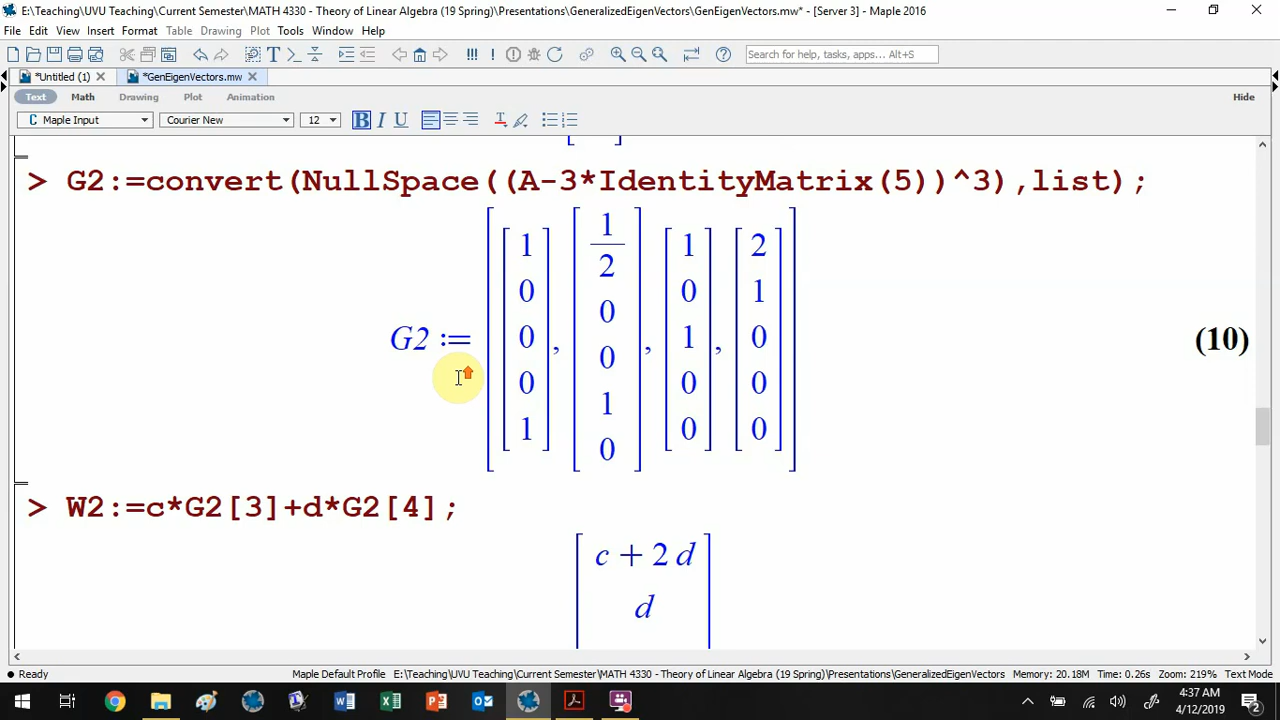 E:\Teaching\UVU Teaching\Current Semester\MATH 4330 - Theory of Linear Algebra (19 Spring)\Presentations\GeneralizedEigenVectors\GenEigenVectors.mw* - [Server 3] - Maple 2016
File Edit View Insert Format Table Drawing Plot Tools Window Help
Search for help, tasks, apps... Alt+S
*Untitled (1) *GenEigenVectors.mw
Text Math Drawing Plot Animation Hide
C Maple Input Courier New 12 B I U
> G2:=convert(NullSpace((A-3*IdentityMatrix(5))^3),list);
G2 := [[1 0 0 0 1], [1/2 0 0 1 0], [1 0 1 0 0], [2 1 0 0 0]] (10)
> W2:=c*G2[3]+d*G2[4];
c + 2 d
d
Ready Maple Default Profile E:\Teaching\UVU Teaching\Current Semester\MATH 4330 - Theory of Linear Algebra (19 Spring)\Presentations\GeneralizedEigenVectors Memory: 20.18M Time: 0.26s Zoom: 219% Text Mode
4:37 AM
4/12/2019
2